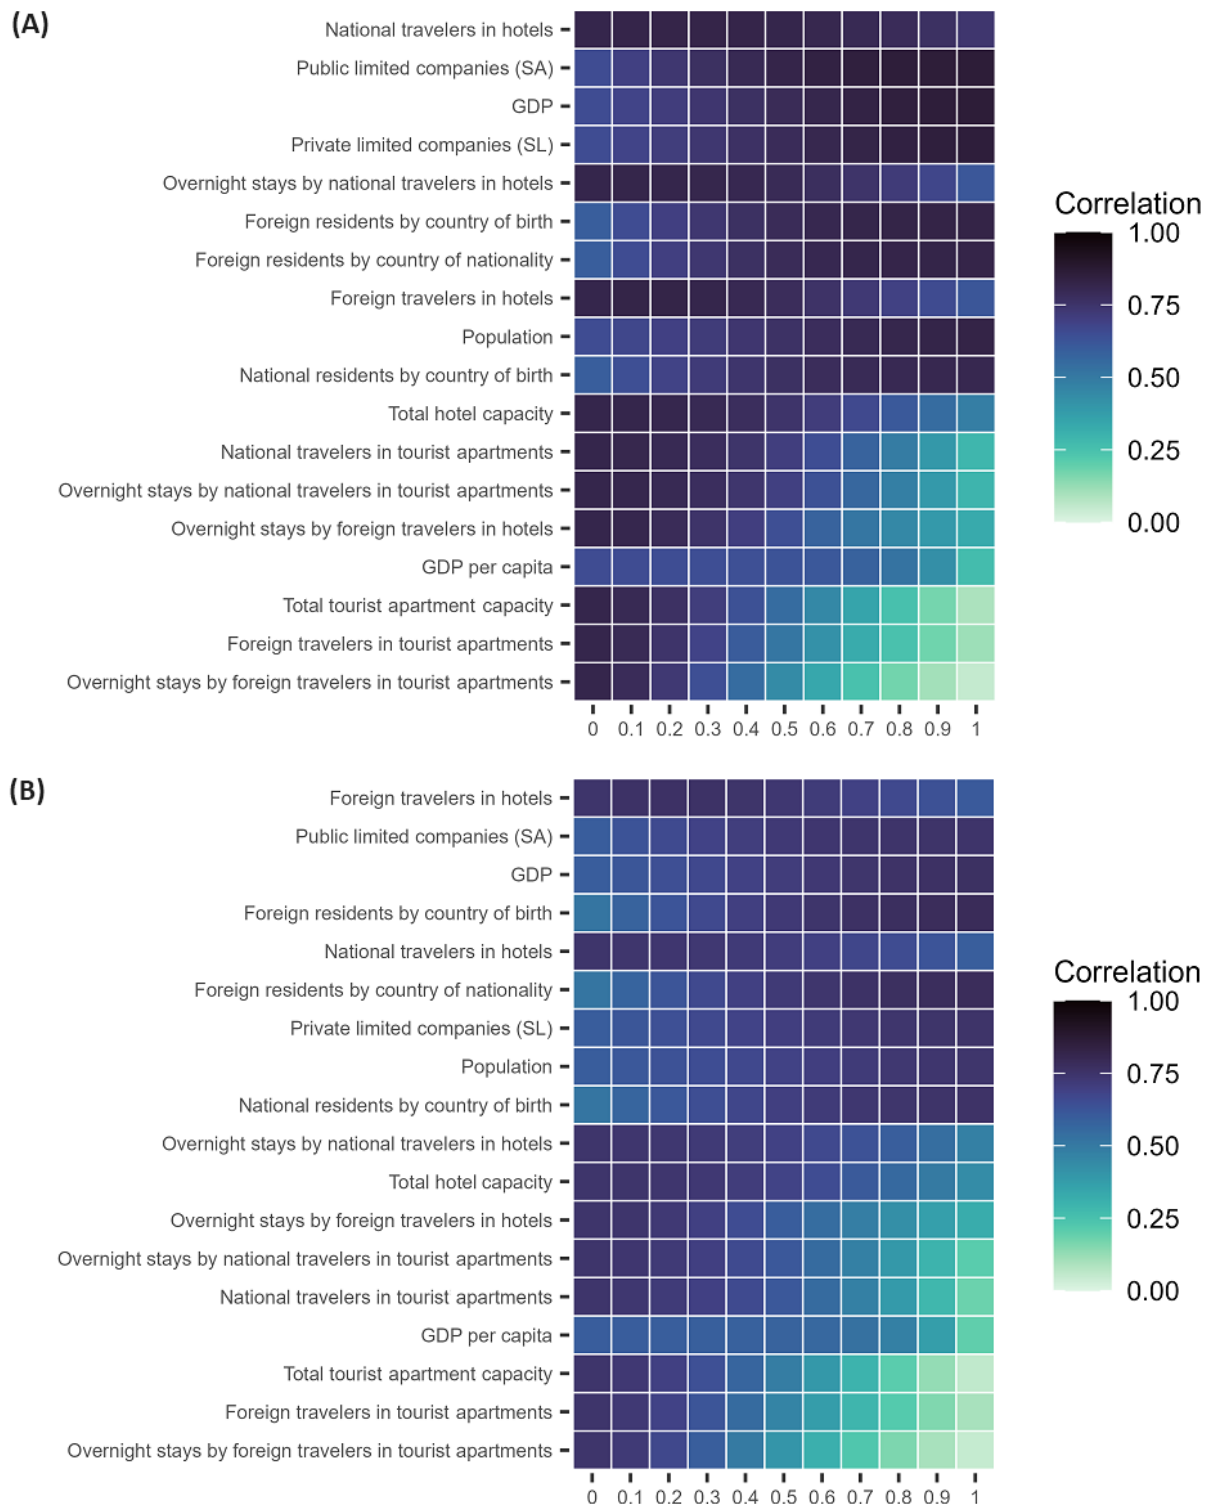 (A)
National travelers in hotels
Public limited companies (SA)
GDP
Private limited companies (SL)
Overnight stays by national travelers in hotels
Foreign residents by country of birth
Foreign residents by country of nationality
Foreign travelers in hotels
Population
National residents by country of birth
Total hotel capacity
National travelers in tourist apartments
Overnight stays by national travelers in tourist apartments
Overnight stays by foreign travelers in hotels
GDP per capita
Total tourist apartment capacity
Foreign travelers in tourist apartments
Overnight stays by foreign travelers in tourist apartments
0 0.1 0.2 0.3 0.4 0.5 0.6 0.7 0.8 0.9 1
Correlation
1.00
0.75
0.50
0.25
0.00
(B)
Foreign travelers in hotels
Public limited companies (SA)
GDP
Foreign residents by country of birth
National travelers in hotels
Foreign residents by country of nationality
Private limited companies (SL)
Population
National residents by country of birth
Overnight stays by national travelers in hotels
Total hotel capacity
Overnight stays by foreign travelers in hotels
Overnight stays by national travelers in tourist apartments
National travelers in tourist apartments
GDP per capita
Total tourist apartment capacity
Foreign travelers in tourist apartments
Overnight stays by foreign travelers in tourist apartments
0 0.1 0.2 0.3 0.4 0.5 0.6 0.7 0.8 0.9 1
Correlation
1.00
0.75
0.50
0.25
0.00